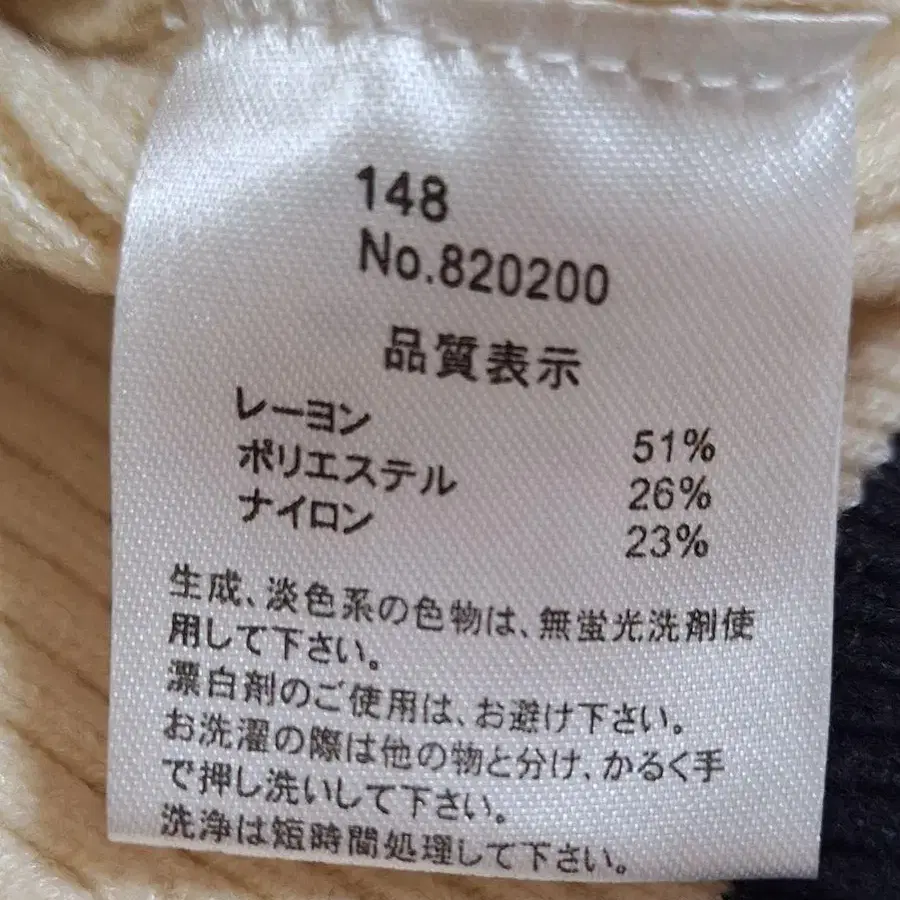 148
No.820200
品質表示
レーヨン 51%
ポリエステル 26%
ナイロン 23%
生成、淡色系の色物は、無蛍光洗剤使
用して下さい。
漂白剤のご使用は、お避け下さい。
お洗濯の際は他の物と分け、かるく手
で押し洗いして下さい。
洗浄は短時間処理して下さい。